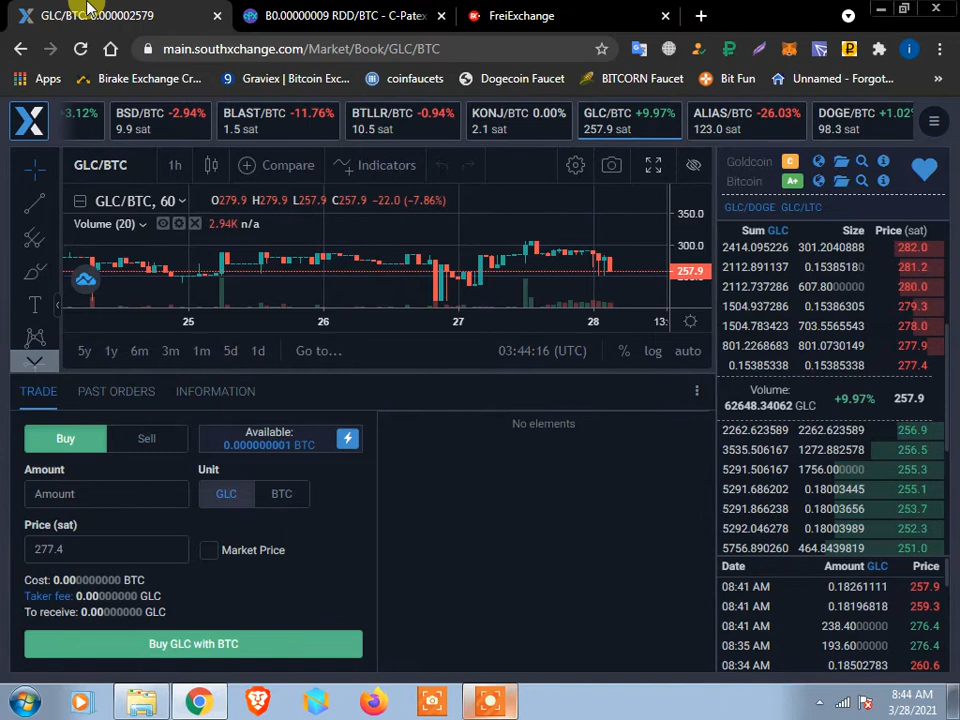 GLC/BTC 0.000002579
B0.00000009 RDD/BTC - C-Patex
FreiExchange
main.southxchange.com/Market/Book/GLC/BTC
Apps
Birake Exchange Cr...
Graviex | Bitcoin Exc...
coinfaucets
Dogecoin Faucet
BITCORN Faucet
Bit Fun
Unnamed - Forgot...
+3.12%
BSD/BTC -2.94%
9.9 sat
BLAST/BTC -11.76%
1.5 sat
BTLLR/BTC -0.94%
10.5 sat
KONJ/BTC 0.00%
2.1 sat
GLC/BTC +9.97%
257.9 sat
ALIAS/BTC -26.03%
123.0 sat
DOGE/BTC +1.02%
98.3 sat
GLC/BTC
1h
Compare
Indicators
GLC/BTC, 60
O279.9 H279.9 L257.9 C257.9 -22.0 (-7.86%)
Volume (20)
2.94K n/a
350.0
300.0
257.9
25
26
27
28
13:
5y 1y 6m 3m 1m 5d 1d Go to...
03:44:16 (UTC) % log auto
Goldcoin C
Bitcoin A+
GLC/DOGE GLC/LTC
Sum GLC Size Price (sat)
2414.095226 301.2040888 282.0
2112.891137 0.15385180 281.2
2112.737286 607.80000000 280.0
1504.937286 0.15386305 279.3
1504.783423 703.5565543 278.0
801.2268683 801.0730149 277.9
0.15385338 0.15385338 277.4
Volume:
62648.34062 GLC
+9.97%
257.9
2262.623589 2262.623589 256.9
3535.506167 1272.882578 256.5
5291.506167 1756.000000 255.3
5291.686202 0.18003445 255.1
5291.866238 0.18003659 253.7
5292.046278 0.18003989 252.3
5756.890260 464.8439819 251.0
Date Amount GLC Price
08:41 AM 0.18261111 257.9
08:41 AM 0.18196818 259.3
08:41 AM 238.4000000 276.4
08:35 AM 193.6000000 276.4
08:34 AM 0.18502783 260.6
TRADE
PAST ORDERS
INFORMATION
Buy
Sell
Available:
0.000000001 BTC
Amount
Unit
Amount
GLC
BTC
Price (sat)
277.4
Market Price
Cost: 0.000000000 BTC
Taker fee: 0.00000000 GLC
To receive: 0.00000000 GLC
Buy GLC with BTC
No elements
8:44 AM
3/28/2021